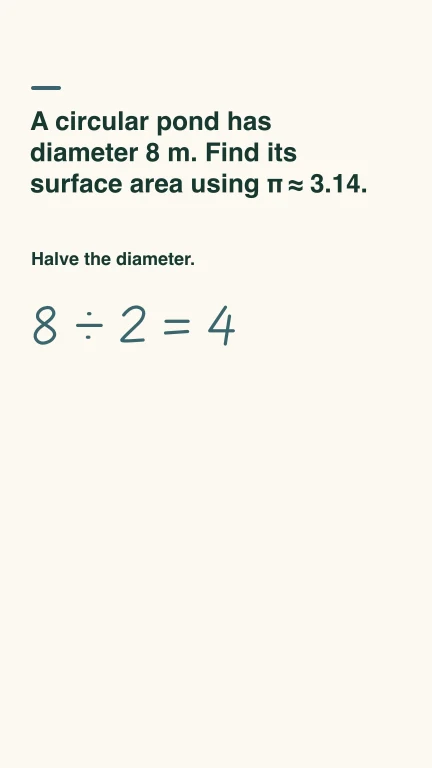 A circular pond has
diameter 8 m. Find its
surface area using π ≈ 3.14.
Halve the diameter.
8 ÷ 2 = 4